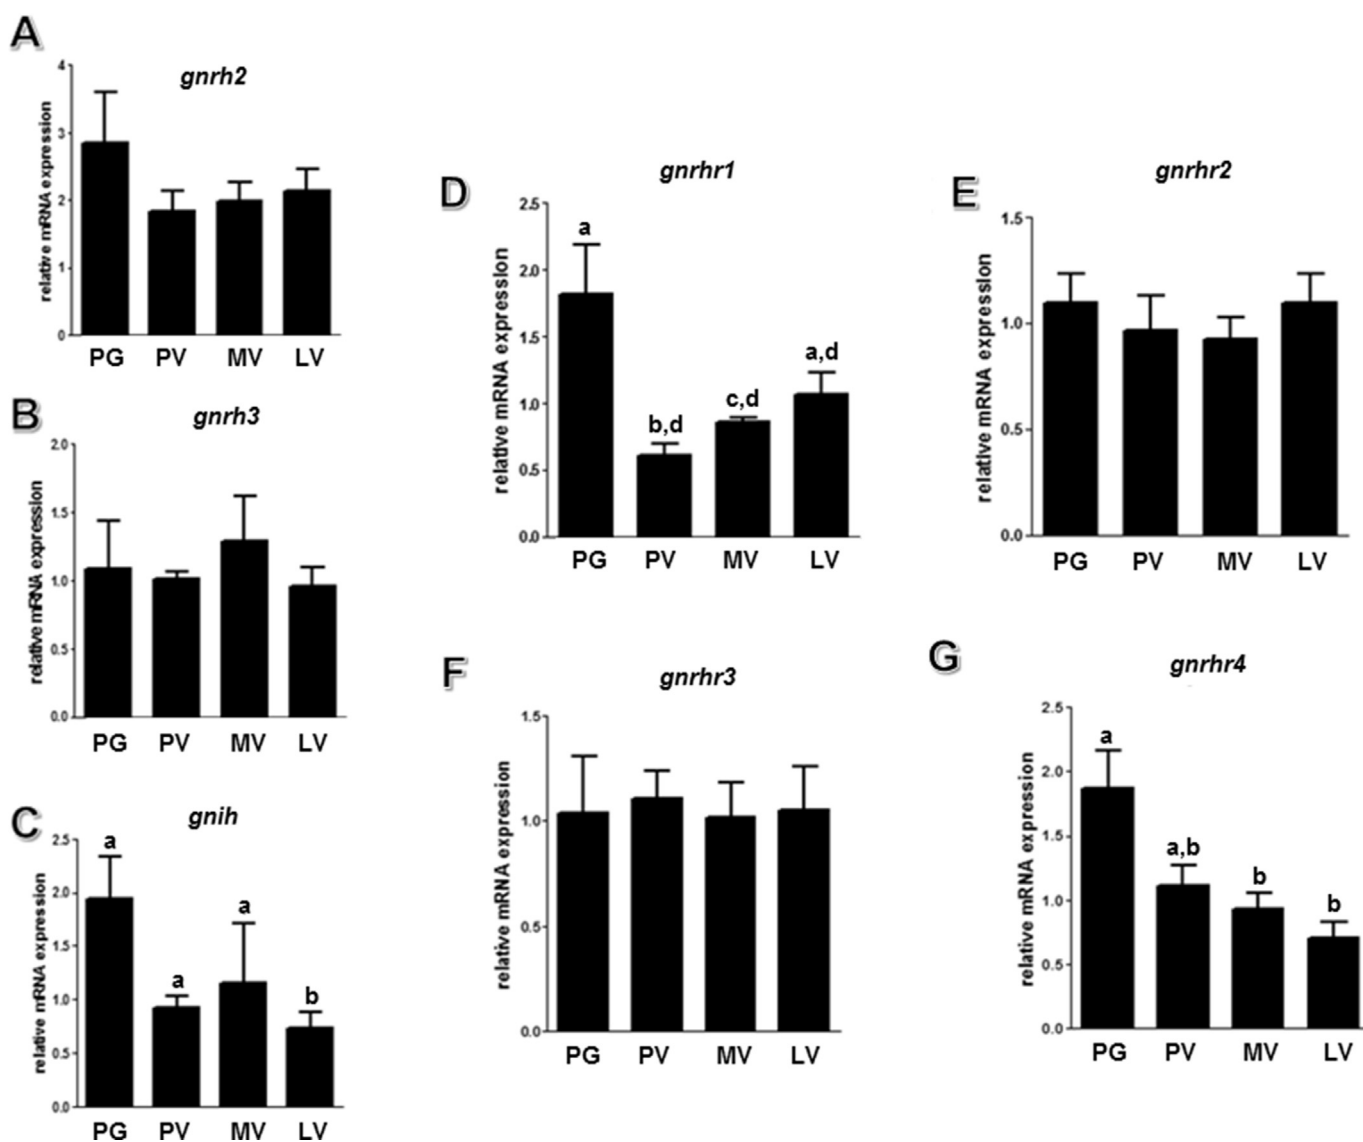 A
gnrh2
relative mRNA expression
4
3
2
1
0
PG PV MV LV
B
gnrh3
relative mRNA expression
2.0
1.5
1.0
0.5
0.0
PG PV MV LV
C
gnih
relative mRNA expression
2.5
2.0
1.5
1.0
0.5
0.0
a
a
a
b
PG PV MV LV
D
gnrhr1
relative mRNA expression
2.5
2.0
1.5
1.0
0.5
0.0
a
b,d
c,d
a,d
PG PV MV LV
E
gnrhr2
relative mRNA expression
1.5
1.0
0.5
0.0
PG PV MV LV
F
gnrhr3
relative mRNA expression
1.5
1.0
0.5
0.0
PG PV MV LV
G
gnrhr4
relative mRNA expression
2.5
2.0
1.5
1.0
0.5
0.0
a
a,b
b
b
PG PV MV LV